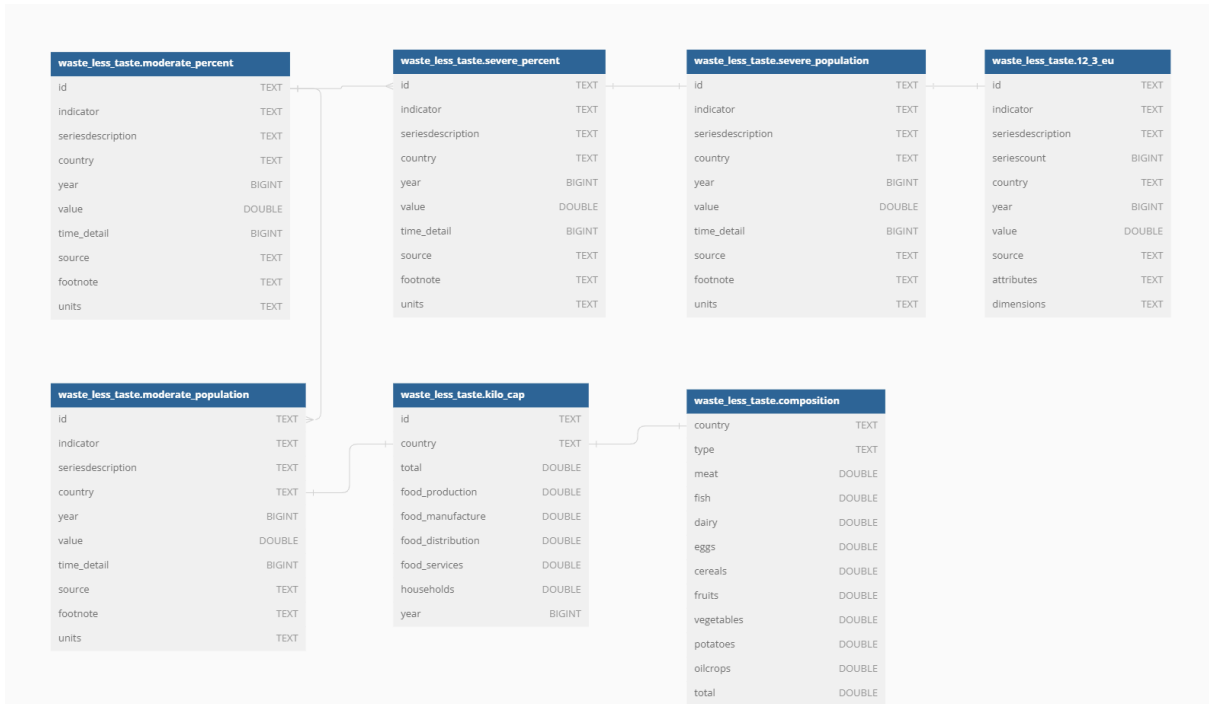 waste_less_taste.moderate_percent
id TEXT
indicator TEXT
seriesdescription TEXT
country TEXT
year BIGINT
value DOUBLE
time_detail BIGINT
source TEXT
footnote TEXT
units TEXT
waste_less_taste.severe_percent
id TEXT
indicator TEXT
seriesdescription TEXT
country TEXT
year BIGINT
value DOUBLE
time_detail BIGINT
source TEXT
footnote TEXT
units TEXT
waste_less_taste.severe_population
id TEXT
indicator TEXT
seriesdescription TEXT
country TEXT
year BIGINT
value DOUBLE
time_detail BIGINT
source TEXT
footnote TEXT
units TEXT
waste_less_taste.12_3_eu
id TEXT
indicator TEXT
seriesdescription TEXT
seriescount BIGINT
country TEXT
year BIGINT
value DOUBLE
source TEXT
attributes TEXT
dimensions TEXT
waste_less_taste.moderate_population
id TEXT
indicator TEXT
seriesdescription TEXT
country TEXT
year BIGINT
value DOUBLE
time_detail BIGINT
source TEXT
footnote TEXT
units TEXT
waste_less_taste.kilo_cap
id TEXT
country TEXT
total DOUBLE
food_production DOUBLE
food_manufacture DOUBLE
food_distribution DOUBLE
food_services DOUBLE
households DOUBLE
year BIGINT
waste_less_taste.composition
country TEXT
type TEXT
meat DOUBLE
fish DOUBLE
dairy DOUBLE
eggs DOUBLE
cereals DOUBLE
fruits DOUBLE
vegetables DOUBLE
potatoes DOUBLE
oilcrops DOUBLE
total DOUBLE